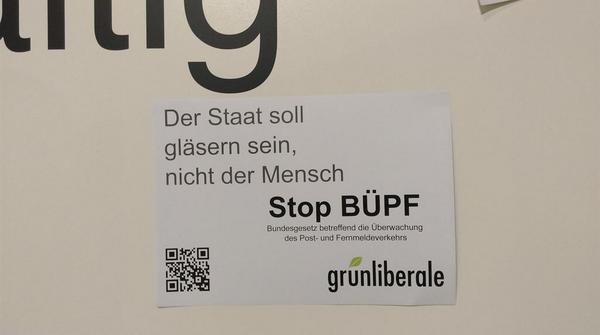 Der Staat soll
gläsern sein,
nicht der Mensch
Stop BÜPF
Bundesgesetz betreffend die Überwachung
des Post- und Fernmeldeverkehrs
grünliberale